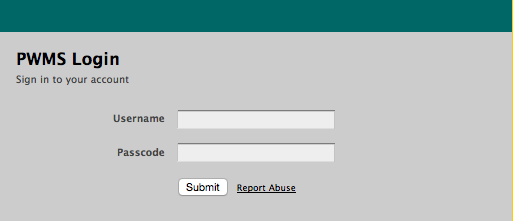 PWMS Login
Sign in to your account
Username
Passcode
Submit Report Abuse